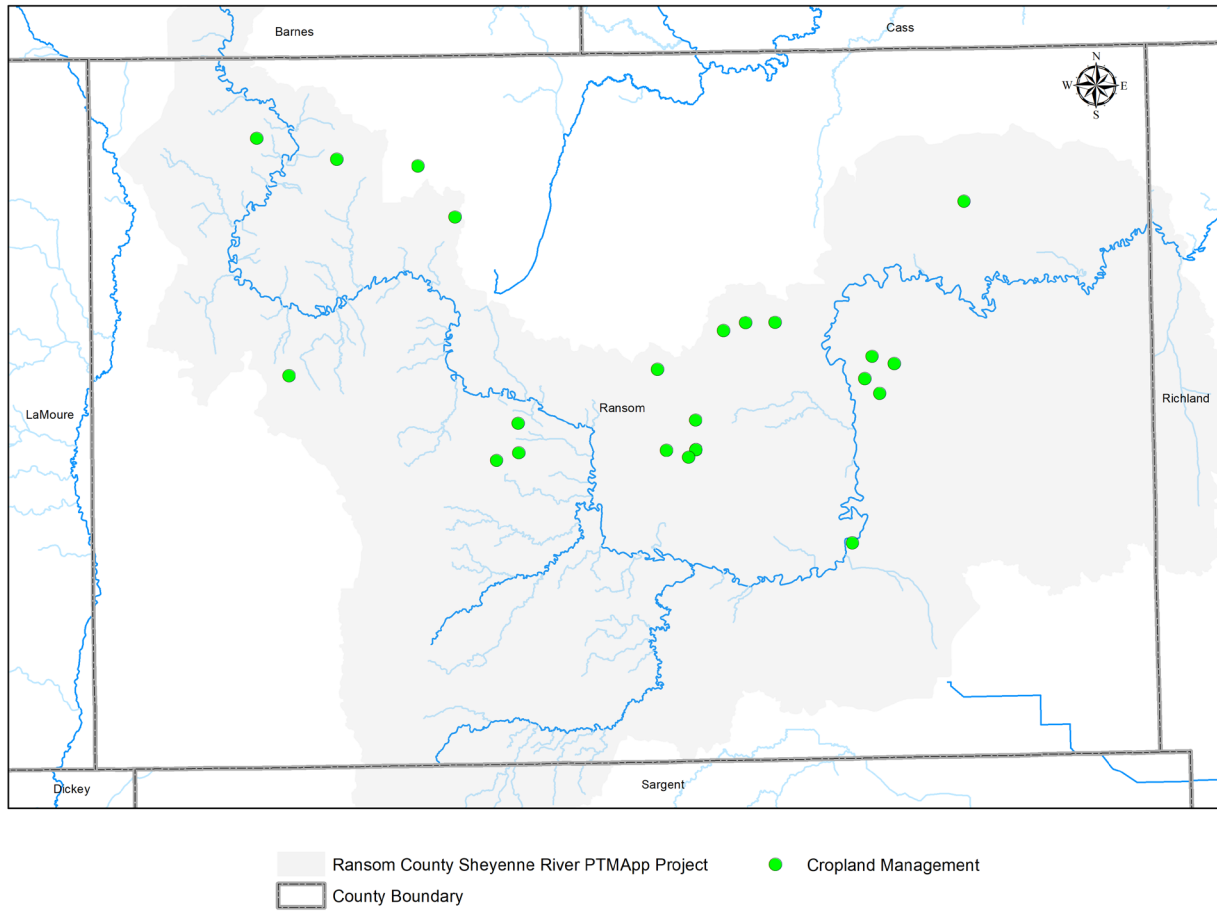 Barnes
Cass
N
W E
S
Ransom
Richland
LaMoure
Dickey
Sargent
Ransom County Sheyenne River PTMApp Project
Cropland Management
County Boundary